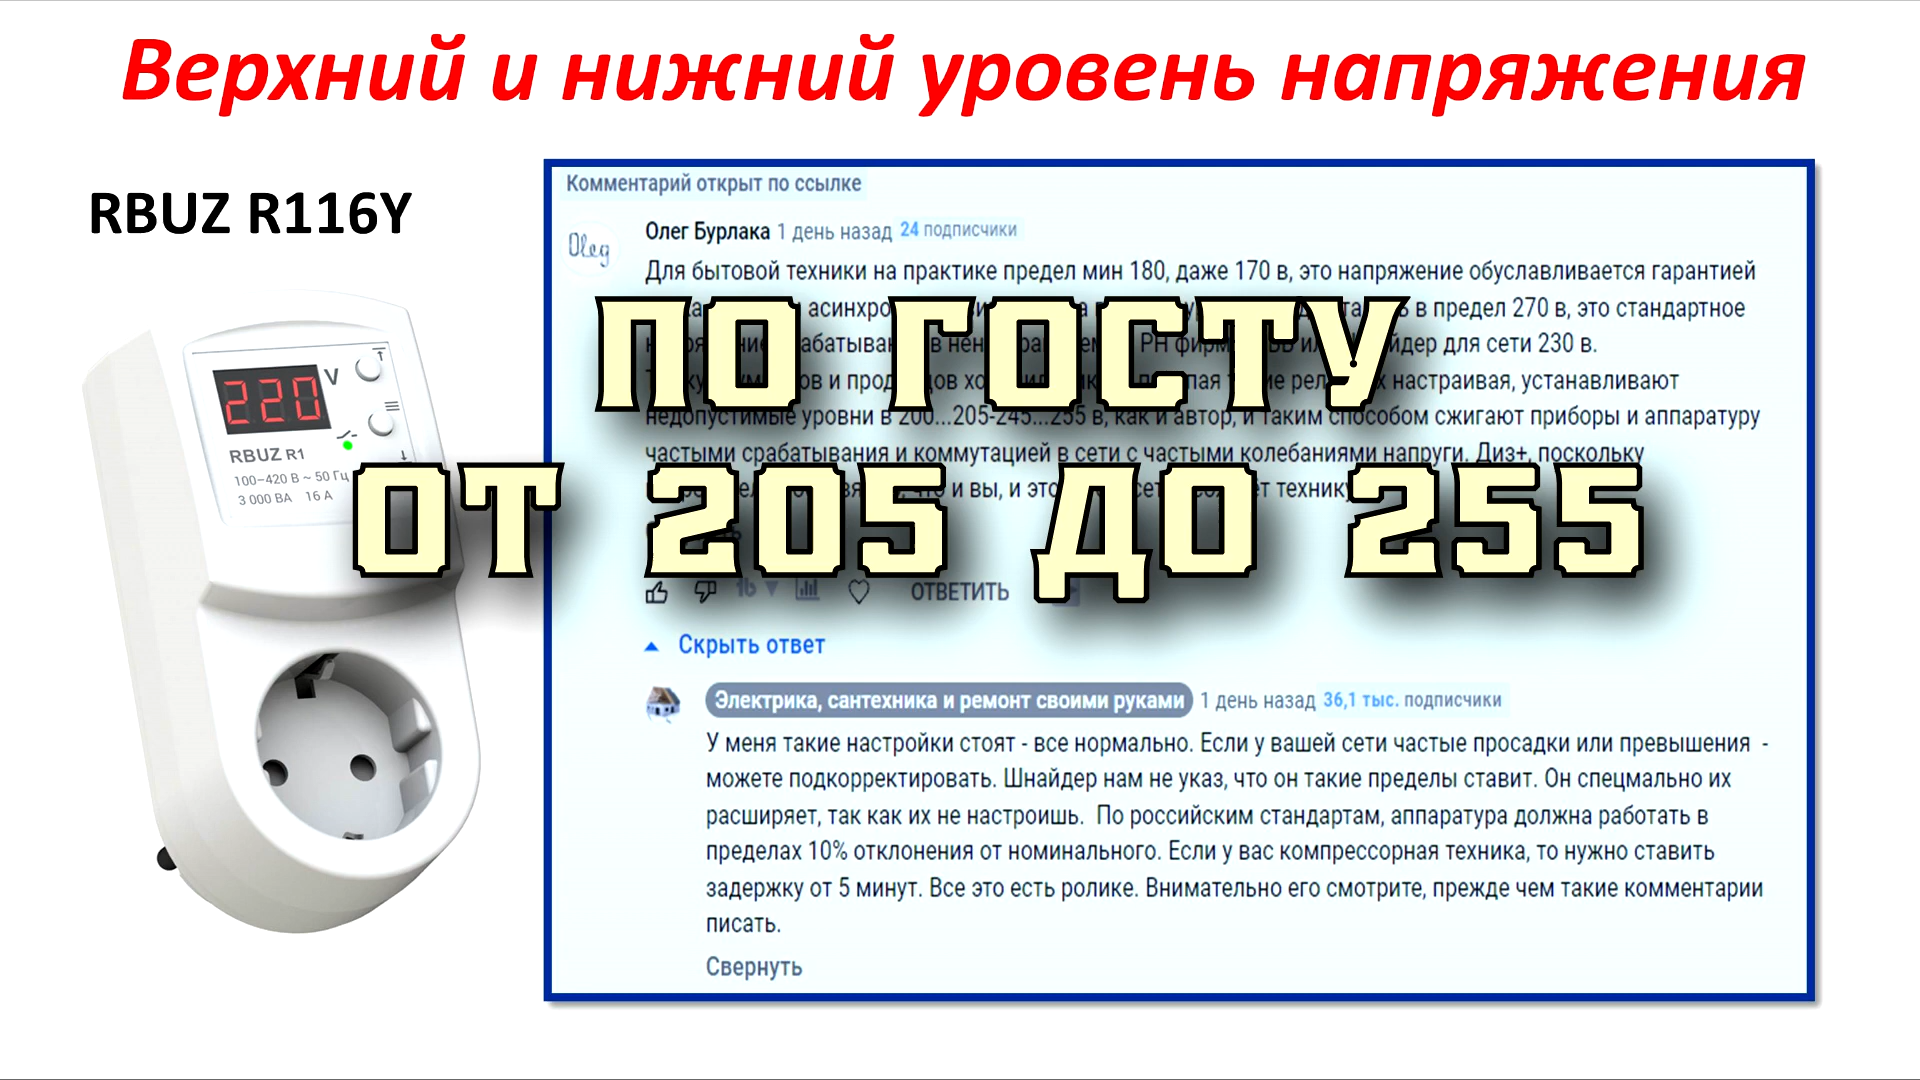 Верхний и нижний уровень напряжения
RBUZ R116Y
220 V
RBUZ R1
100–420 В ~ 50 Гц
3 000 ВА 16 А
ПО ГОСТУ
ОТ 205 ДО 255
Комментарий открыт по ссылке
Oleg
Олег Бурлака 1 день назад 24 подписчики
Для бытовой техники на практике предел мин 180, даже 170 в, это напряжение обуславливается гарантией
в предел 270 в, это стандартное
РН для сети 230 в.
и настраивая, устанавливают
недопустимые уровни в 200...205-245...255 в, как и автор, и таким способом сжигают приборы и аппаратуру
частыми срабатывания и коммутацией в сети с частыми колебаниями напруги. Диз+, поскольку
и вы, и технику
ОТВЕТИТЬ
Скрыть ответ
Электрика, сантехника и ремонт своими руками 1 день назад 36,1 тыс. подписчики
У меня такие настройки стоят - все нормально. Если у вашей сети частые просадки или превышения -
можете подкорректировать. Шнайдер нам не указ, что он такие пределы ставит. Он спецмально их
расширяет, так как их не настроишь. По российским стандартам, аппаратура должна работать в
пределах 10% отклонения от номинального. Если у вас компрессорная техника, то нужно ставить
задержку от 5 минут. Все это есть ролике. Внимательно его смотрите, прежде чем такие комментарии
писать.
Свернуть